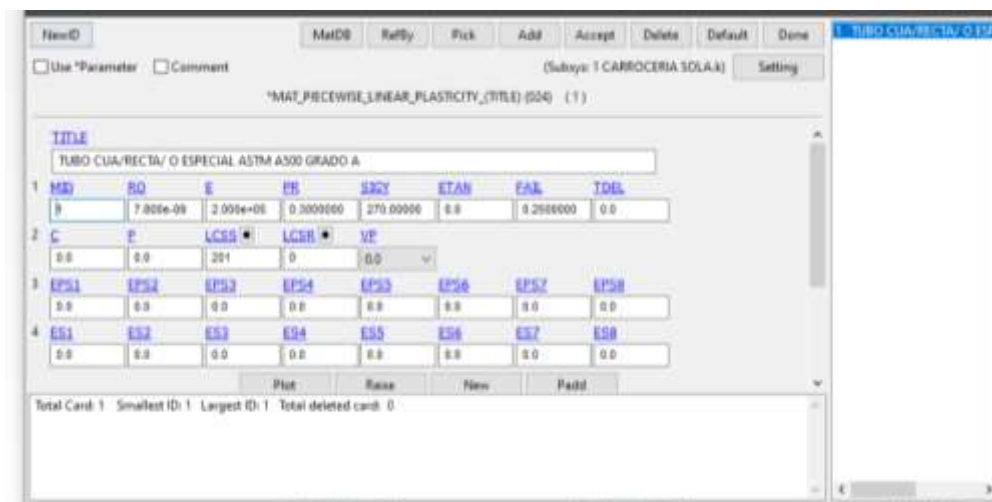 NewID MatDB RefBy Pick Add Accept Delete Default Done
Use *Parameter Comment (Subsys: 1 CARROCERIA SOLA.k) Setting
*MAT_PIECEWISE_LINEAR_PLASTICITY_(TITLE) (024) (1)
1 TUBO CUA/RECTA/ O ESP
TITLE
TUBO CUA/RECTA/ O ESPECIAL ASTM A500 GRADO A
1 MID RO E PR SIGY ETAN FAIL TDEL
7.800e-09 2.000e+05 0.3000000 270.00000 0.0 0.2500000 0.0
2 C P LCSS LCSR VP
0.0 0.0 201 0 0.0
3 EPS1 EPS2 EPS3 EPS4 EPS5 EPS6 EPS7 EPS8
0.0 0.0 0.0 0.0 0.0 0.0 0.0 0.0
4 ES1 ES2 ES3 ES4 ES5 ES6 ES7 ES8
0.0 0.0 0.0 0.0 0.0 0.0 0.0 0.0
Plot Raise New Padd
Total Card: 1 Smallest ID: 1 Largest ID: 1 Total deleted card: 0